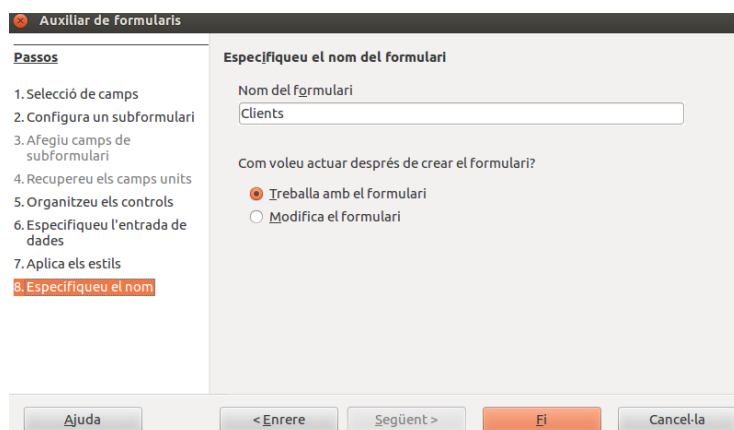 Auxiliar de formularis
Passos
1. Selecció de camps
2. Configura un subformulari
3. Afegiu camps de
subformulari
4. Recupereu els camps units
5. Organitzeu els controls
6. Especifiqueu l'entrada de
dades
7. Aplica els estils
8. Especifiqueu el nom
Especifiqueu el nom del formulari
Nom del formulari
Clients
Com voleu actuar després de crear el formulari?
Treballa amb el formulari
Modifica el formulari
Ajuda
< Enrere
Següent >
Fi
Cancel·la